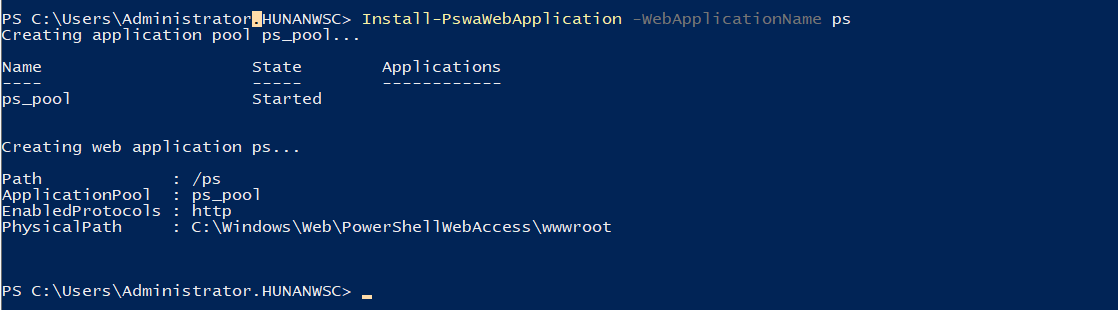 PS C:\Users\Administrator.HUNANWSC> Install-PswaWebApplication -WebApplicationName ps
Creating application pool ps_pool...
Name State Applications
---- ----- ------------
ps_pool Started
Creating web application ps...
Path : /ps
ApplicationPool : ps_pool
EnabledProtocols : http
PhysicalPath : C:\Windows\Web\PowerShellWebAccess\wwwroot
PS C:\Users\Administrator.HUNANWSC> _